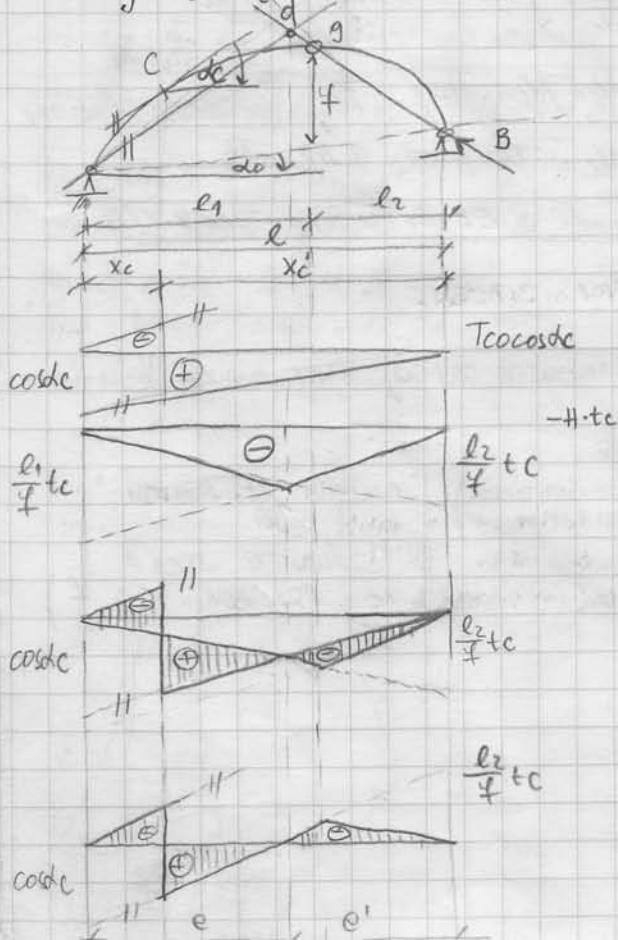 d
g
C
αc
f
B
α0
l1
l2
l
xc
xc'
⊖
Tcocosαc
cosαc
⊕
-H·tc
⊖
l1/f tc
l2/f tc
⊖
cosαc
⊕
⊖
l2/f tc
l2/f tc
⊖
⊖
cosαc
⊕
e
e'